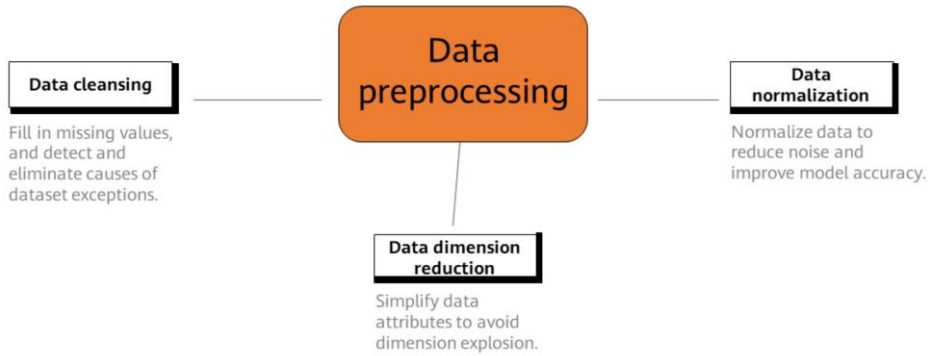 Data
preprocessing
Data cleansing
Fill in missing values,
and detect and
eliminate causes of
dataset exceptions.
Data
normalization
Normalize data to
reduce noise and
improve model accuracy.
Data dimension
reduction
Simplify data
attributes to avoid
dimension explosion.